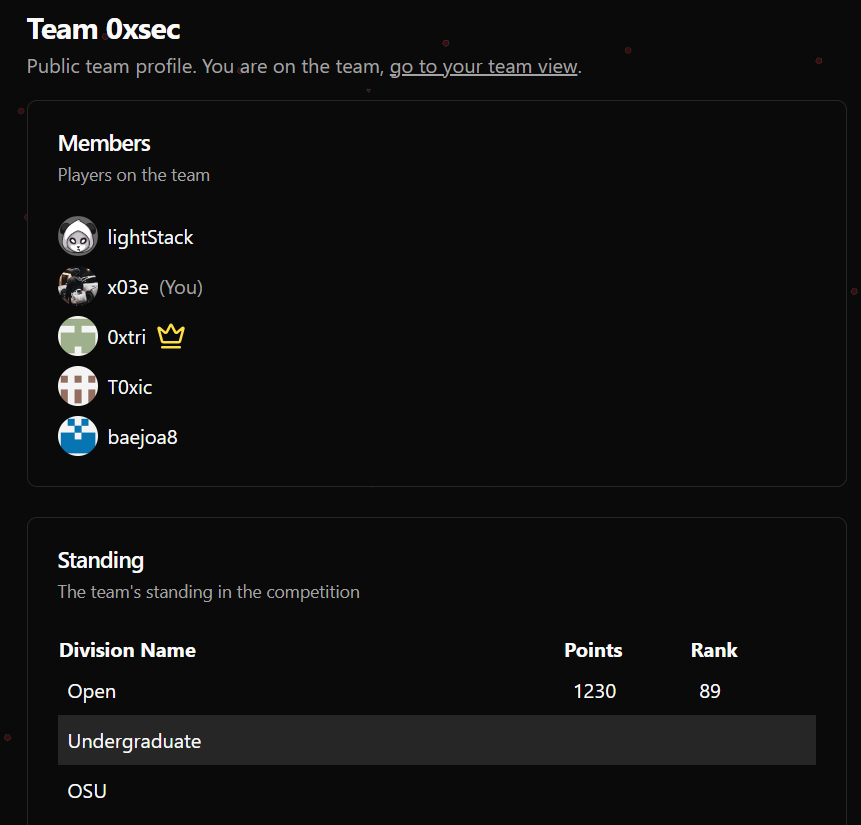 Team 0xsec
Public team profile. You are on the team, go to your team view.
Members
Players on the team
lightStack
x03e (You)
0xtri
T0xic
baejoa8
Standing
The team's standing in the competition
Division Name Points Rank
Open 1230 89
Undergraduate
OSU